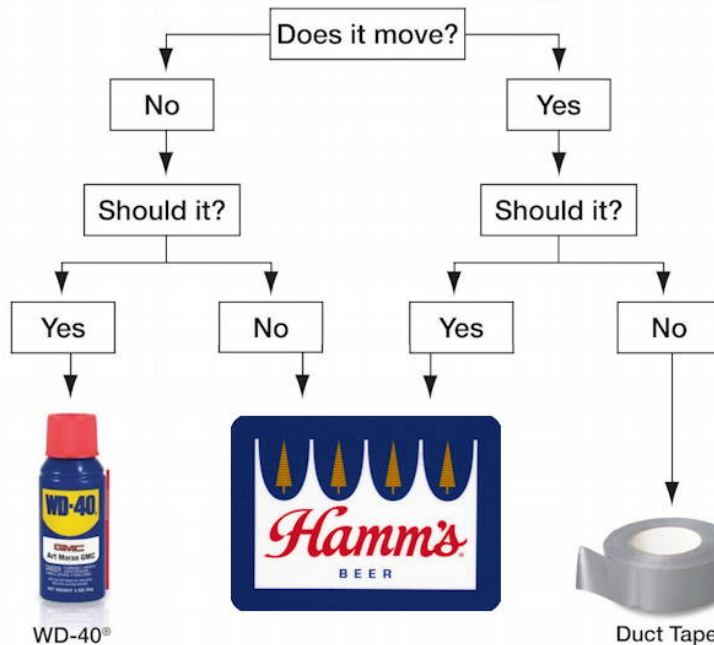 Does it move?
No
Yes
Should it?
Should it?
Yes
No
Yes
No
WD-40
GMC
Art Moran GMC
Hamm's
BEER
WD-40®
Duct Tape